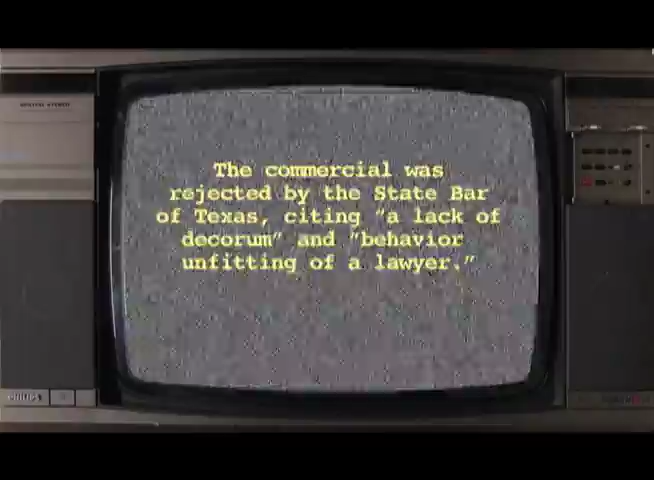 The commercial was
rejected by the State Bar
of Texas, citing "a lack of
decorum" and "behavior
unfitting of a lawyer."
PHILIPS